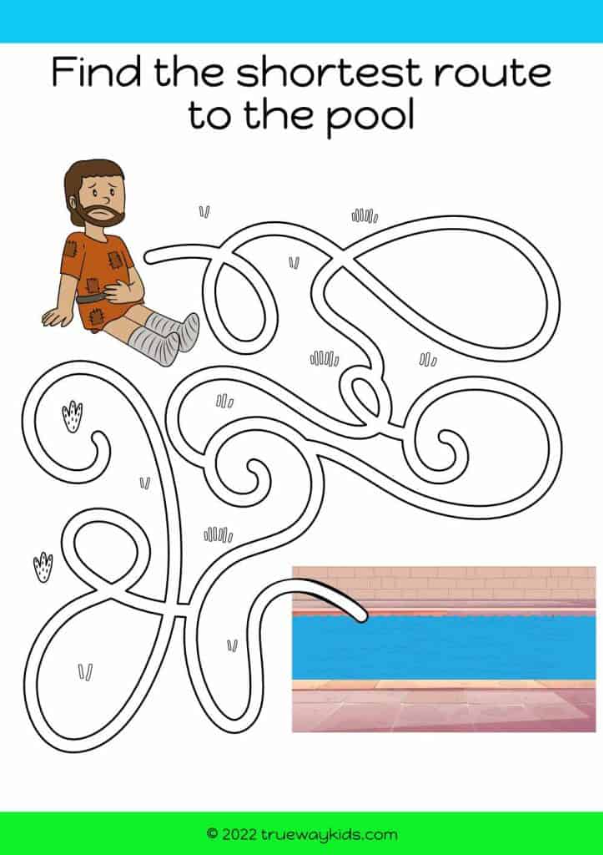 Find the shortest route
to the pool
© 2022 truewaykids.com